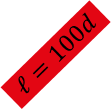 ℓ = 100d